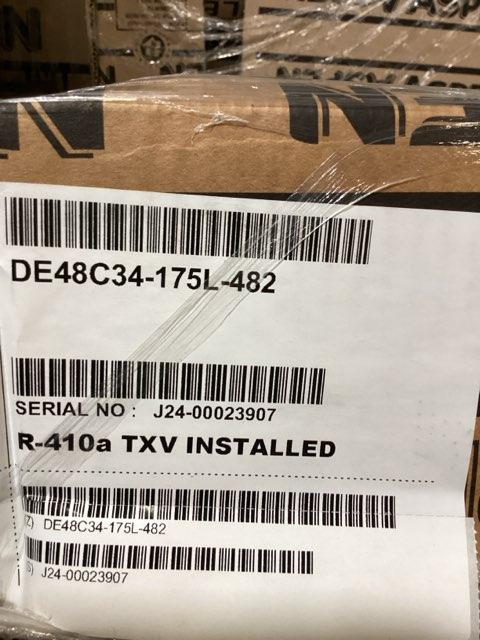 DE48C34-175L-482
SERIAL NO : J24-00023907
R-410a TXV INSTALLED
DE48C34-175L-482
J24-00023907